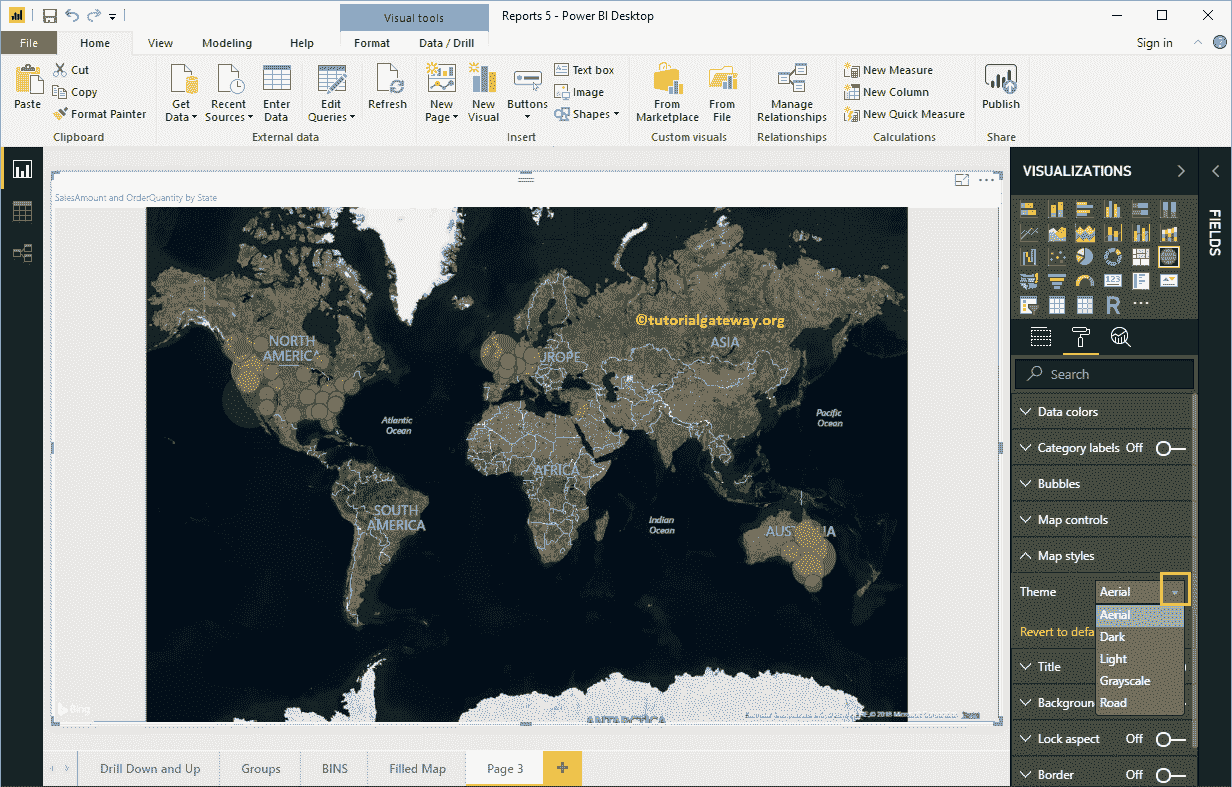 Visual tools
Reports 5 - Power BI Desktop
File
Home
View
Modeling
Help
Format
Data / Drill
Sign in
Paste
Cut
Copy
Format Painter
Clipboard
Get Data
Recent Sources
Enter Data
Edit Queries
External data
Refresh
New Page
New Visual
Buttons
Text box
Image
Shapes
Insert
From Marketplace
From File
Custom visuals
Manage Relationships
Relationships
New Measure
New Column
New Quick Measure
Calculations
Publish
Share
SalesAmount and OrderQuantity by State
©tutorialgateway.org
NORTH
AMERICA
EUROPE
ASIA
Atlantic
Ocean
Pacific
Ocean
AFRICA
SOUTH
AMERICA
Indian
Ocean
AUSTRALIA
ANTARCTICA
Bing
© 2018 Microsoft Corporation Terms
VISUALIZATIONS
123
R
FIELDS
Search
Data colors
Category labels Off
Bubbles
Map controls
Map styles
Theme
Aerial
Aerial
Revert to defa
Dark
Light
Grayscale
Road
Title
Backgroun
Lock aspect Off
Border Off
Drill Down and Up
Groups
BINS
Filled Map
Page 3